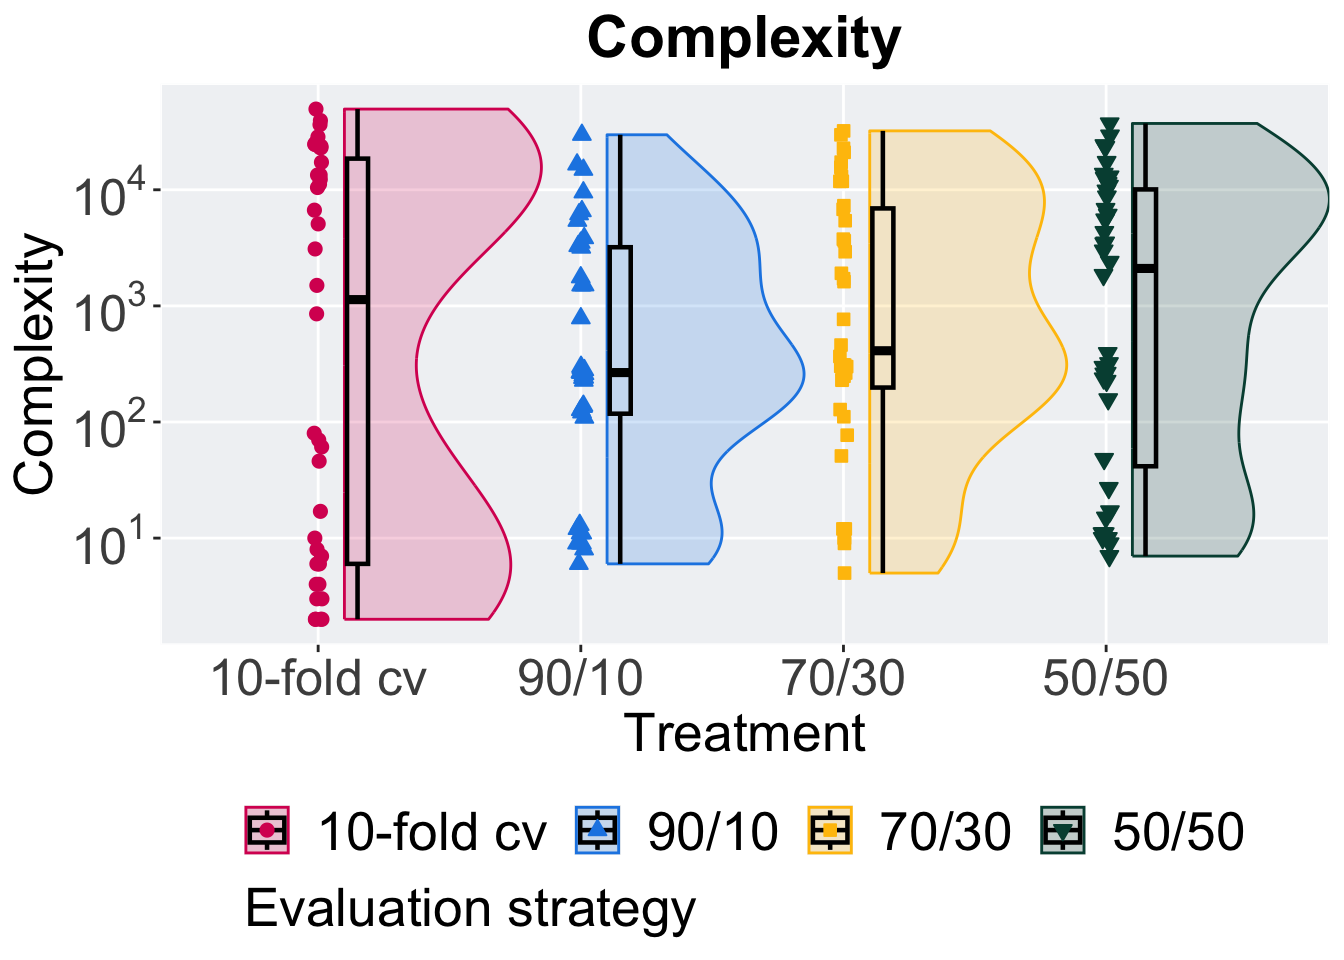 Complexity
Complexity
10⁴
10³
10²
10¹
10-fold cv 90/10 70/30 50/50
Treatment
10-fold cv 90/10 70/30 50/50
Evaluation strategy